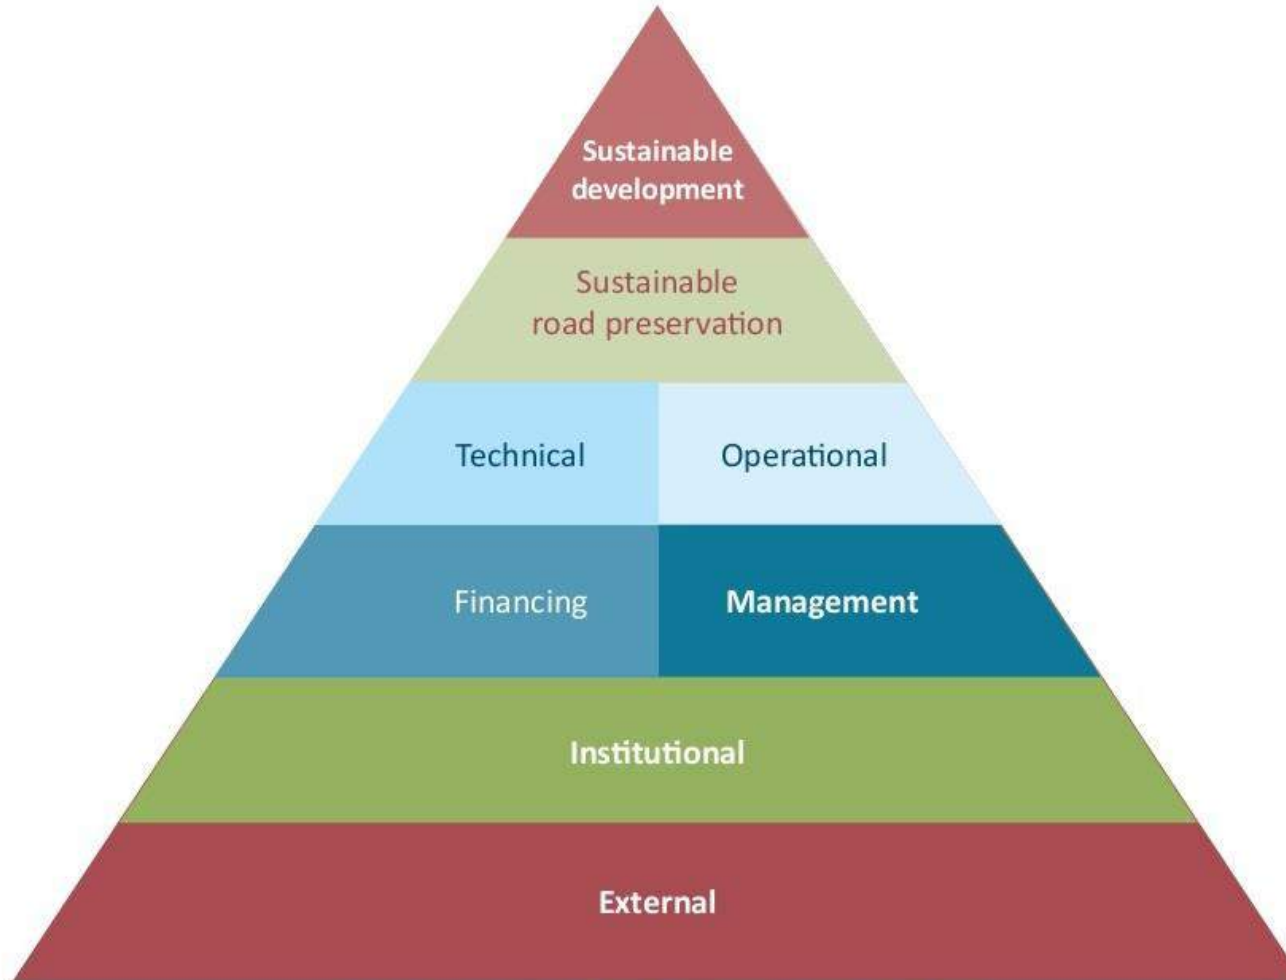 Sustainable
development
Sustainable
road preservation
Technical
Operational
Financing
Management
Institutional
External